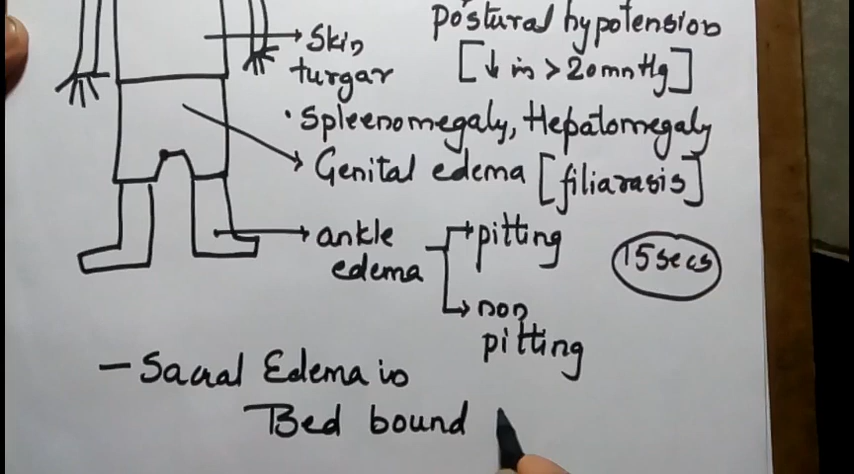 postural hypotension
[↓ in > 20mnHg]
Skin
turgar
• Spleenomegaly, Hepatomegaly
Genital edema [filiarasis]
ankle
edema
pitting
15 secs
non
pitting
- Sacral Edema in
Bed bound